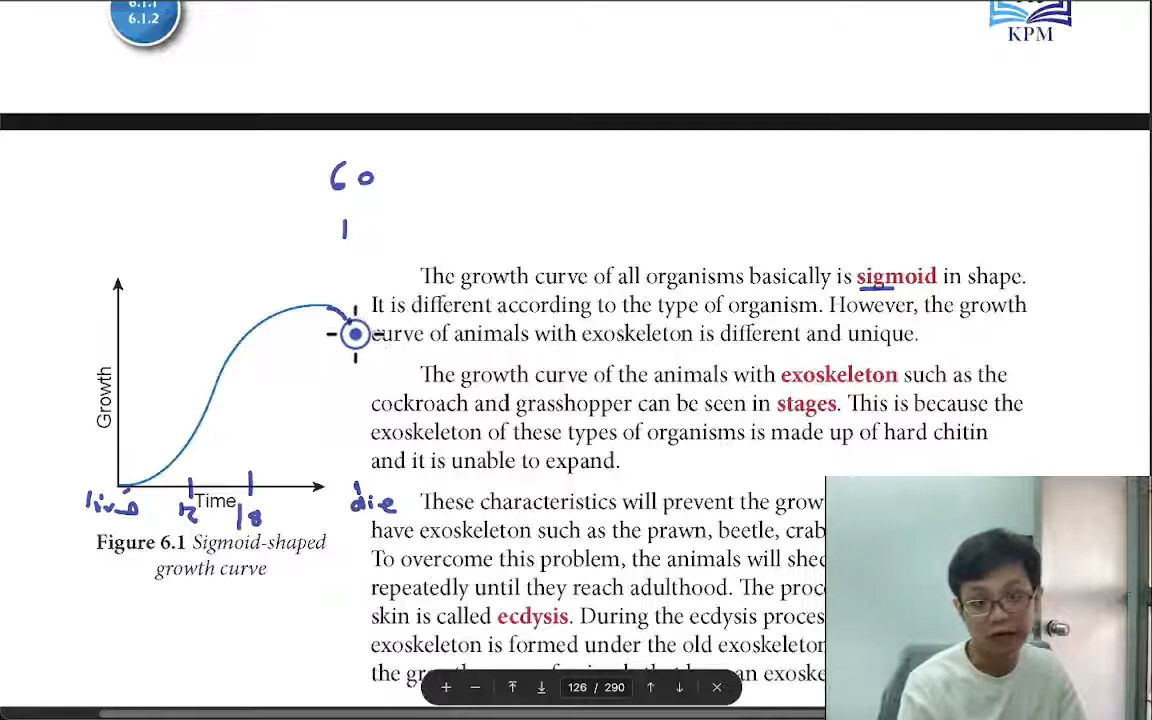 6.1.1
6.1.2
KPM
60
1
The growth curve of all organisms basically is sigmoid in shape.
It is different according to the type of organism. However, the growth
curve of animals with exoskeleton is different and unique.
The growth curve of the animals with exoskeleton such as the
cockroach and grasshopper can be seen in stages. This is because the
exoskeleton of these types of organisms is made up of hard chitin
and it is unable to expand.
These characteristics will prevent the grow
have exoskeleton such as the prawn, beetle, crab
To overcome this problem, the animals will shed
repeatedly until they reach adulthood. The proc
skin is called ecdysis. During the ecdysis proces
exoskeleton is formed under the old exoskeleton
the an exoske
Growth
Time
18
die
Figure 6.1 Sigmoid-shaped
growth curve
126 / 290